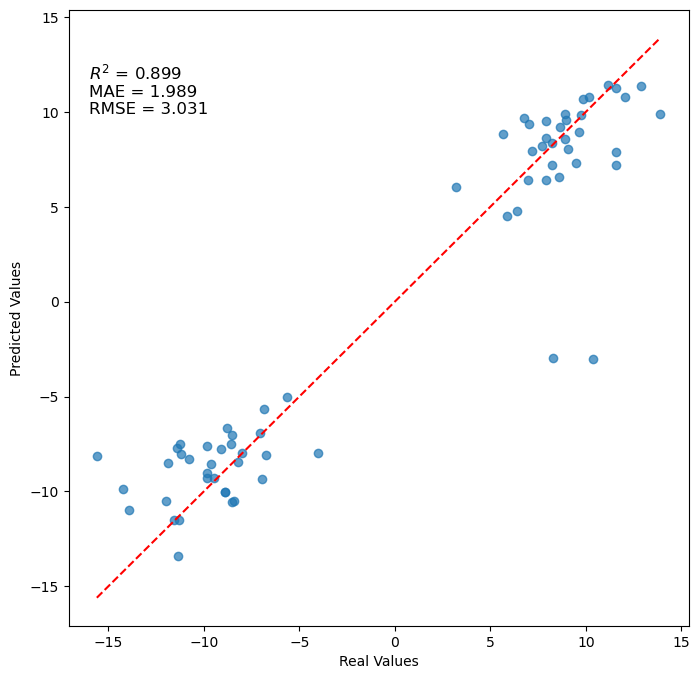 15
10
5
0
−5
−10
−15
R² = 0.899
MAE = 1.989
RMSE = 3.031
Predicted Values
−15 −10 −5 0 5 10 15
Real Values